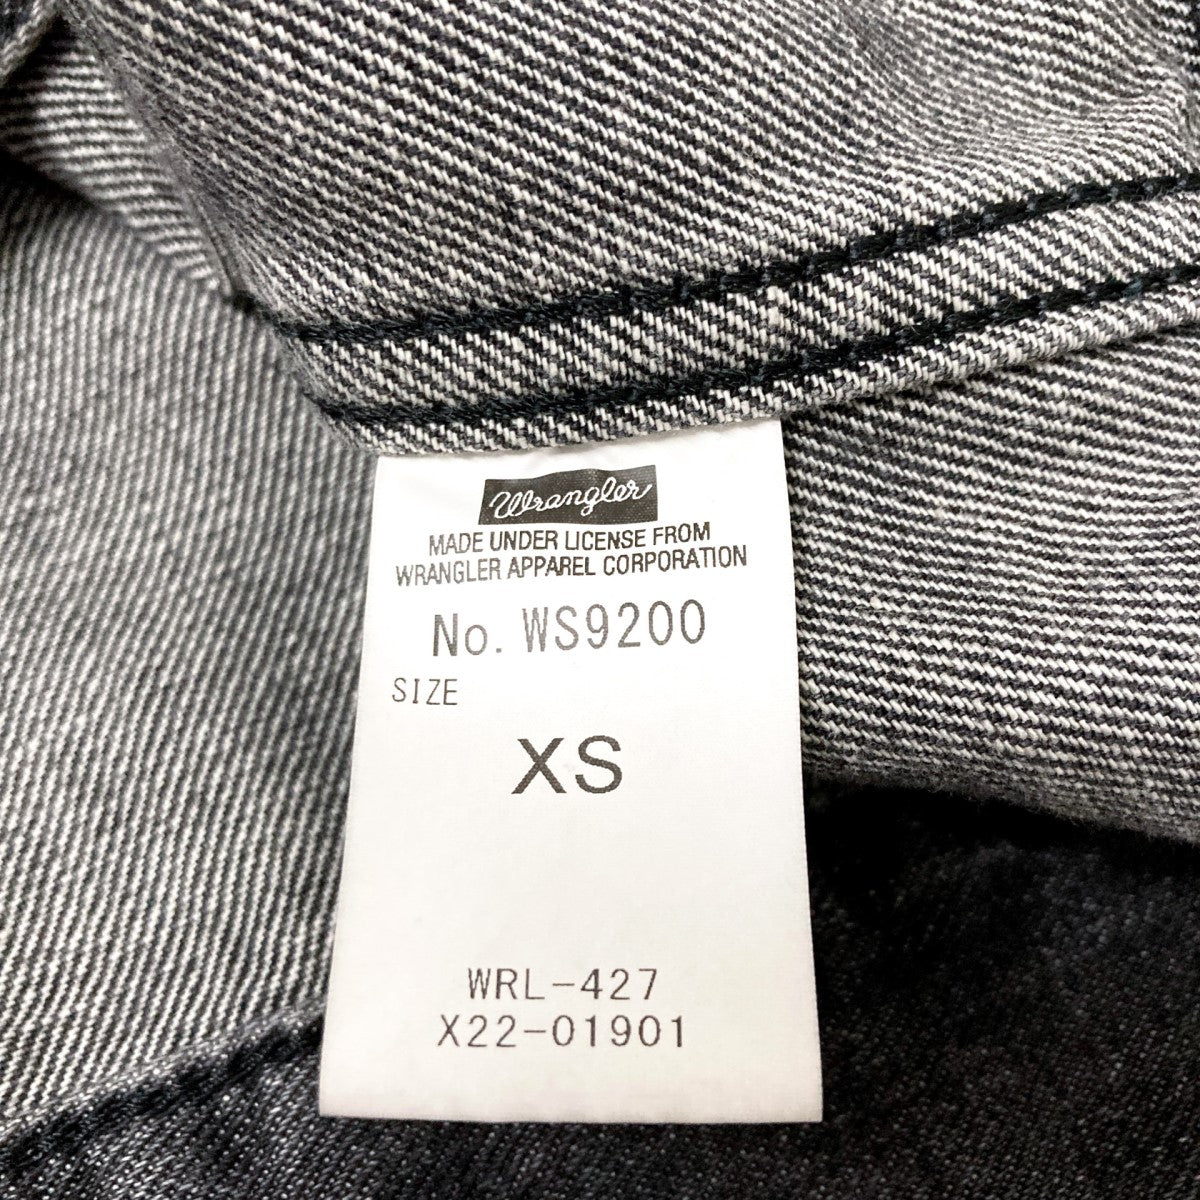 Wrangler
MADE UNDER LICENSE FROM
WRANGLER APPAREL CORPORATION
No. WS9200
SIZE
XS
WRL-427
X22-01901